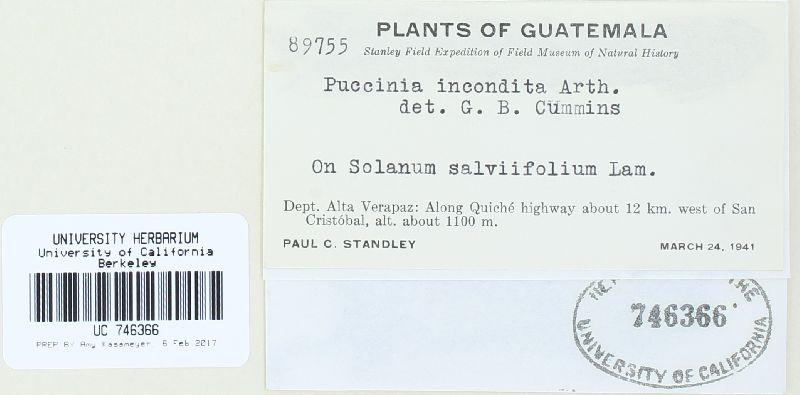 PLANTS OF GUATEMALA
89755
Stanley Field Expedition of Field Museum of Natural History
Puccinia incondita Arth.
det. G. B. Cummins
On Solanum salviifolium Lam.
Dept. Alta Verapaz: Along Quiché highway about 12 km. west of San
Cristóbal, alt. about 1100 m.
PAUL C. STANDLEY
MARCH 24, 1941
UNIVERSITY HERBARIUM
University of California
Berkeley
UC 746366
PREP BY Amy Kasameyer, 6 Feb 2017
THE
746366
UNIVERSITY OF CALIFORNIA